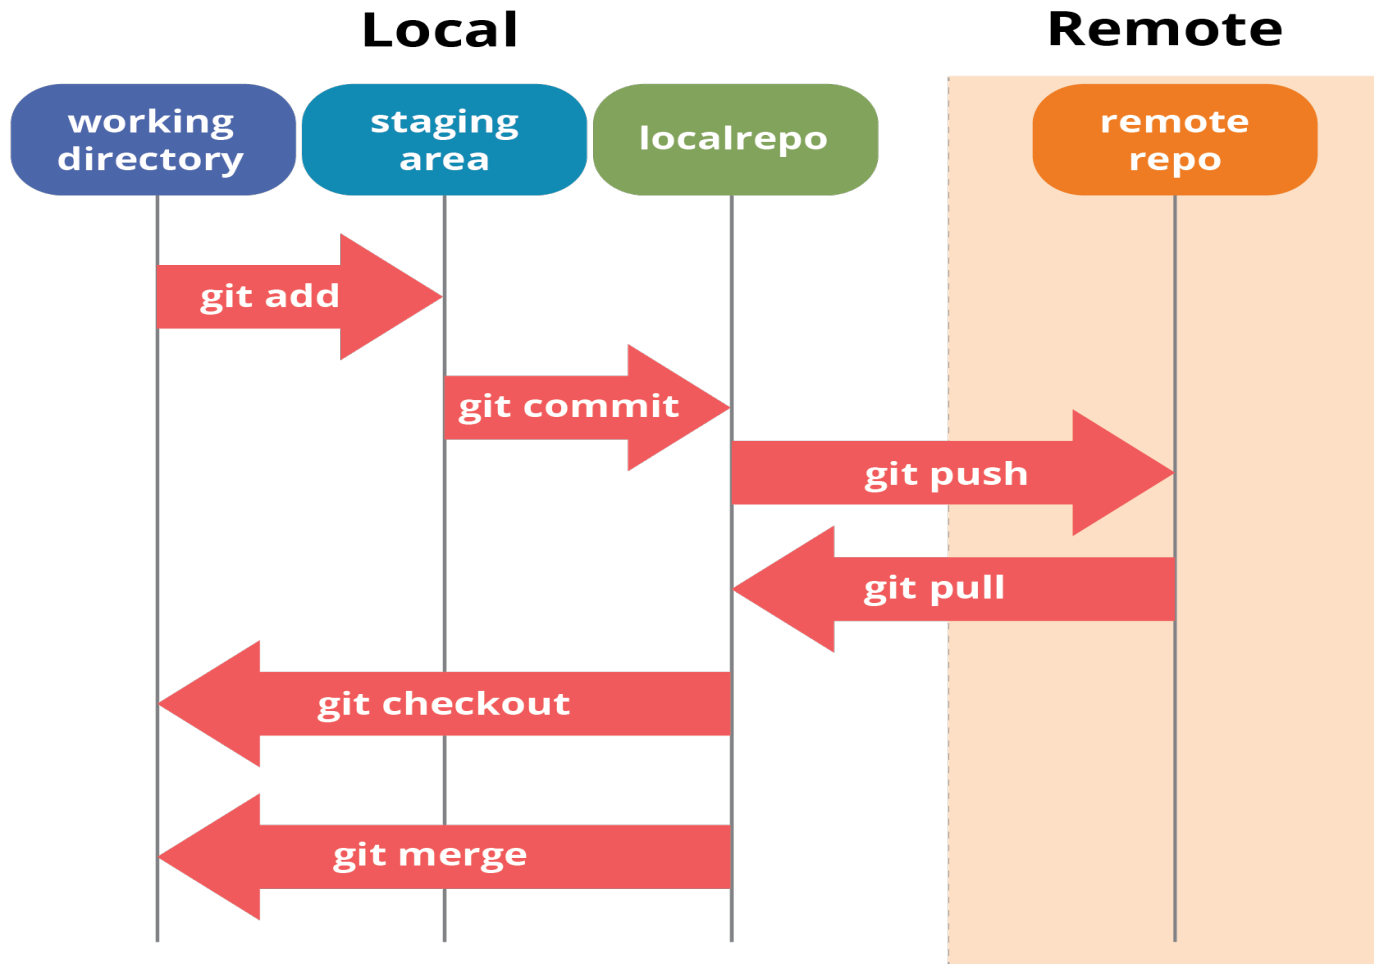 Local
Remote
working
directory
staging
area
localrepo
remote
repo
git add
git commit
git push
git pull
git checkout
git merge